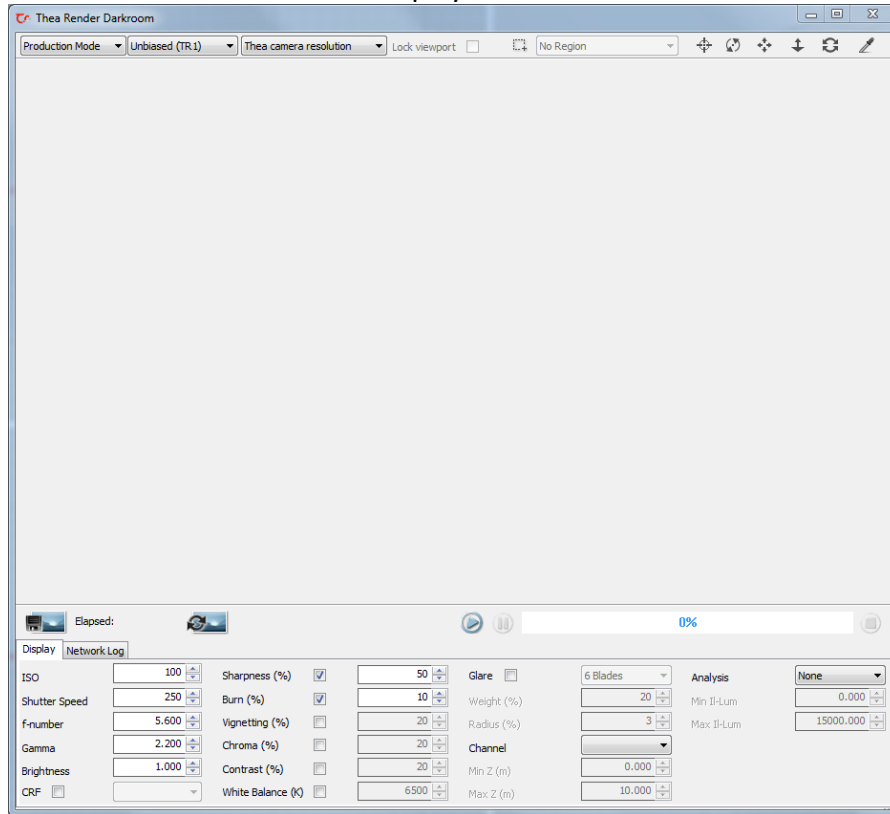 Thea Render Darkroom
Production Mode Unbiased (TR1) Thea camera resolution Lock viewport No Region
Elapsed: 0%
Display Network Log
ISO 100 Sharpness (%) 50 Glare 6 Blades Analysis None
Shutter Speed 250 Burn (%) 10 Weight (%) 20 Min Il-Lum 0.000
f-number 5.600 Vignetting (%) 20 Radius (%) 3 Max Il-Lum 15000.000
Gamma 2.200 Chroma (%) 20 Channel
Brightness 1.000 Contrast (%) 20 Min Z (m) 0.000
CRF White Balance (K) 6500 Max Z (m) 10.000